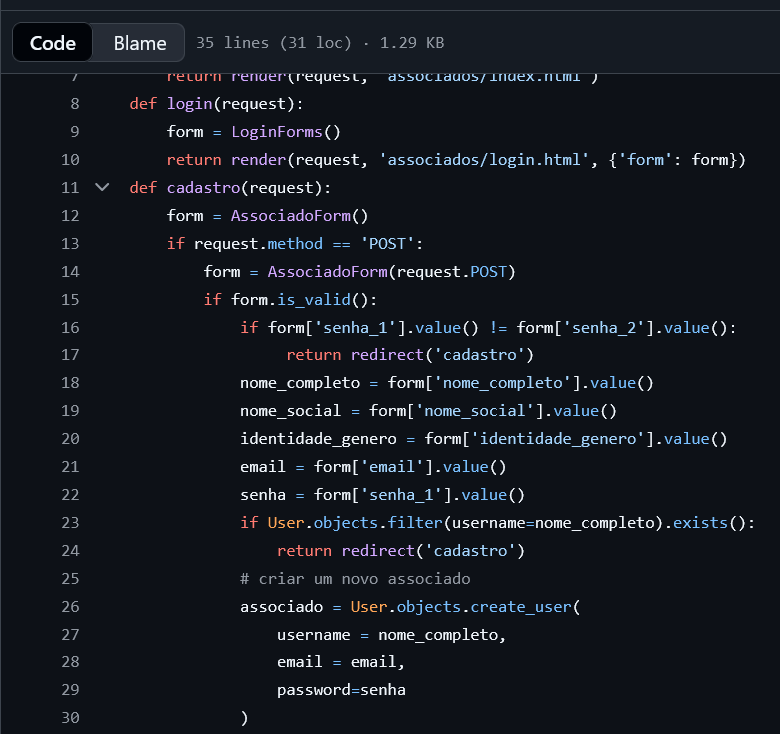 Code Blame 35 lines (31 loc) · 1.29 KB
7 return render(request, 'associados/index.html')
8 def login(request):
9 form = LoginForms()
10 return render(request, 'associados/login.html', {'form': form})
11 def cadastro(request):
12 form = AssociadoForm()
13 if request.method == 'POST':
14 form = AssociadoForm(request.POST)
15 if form.is_valid():
16 if form['senha_1'].value() != form['senha_2'].value():
17 return redirect('cadastro')
18 nome_completo = form['nome_completo'].value()
19 nome_social = form['nome_social'].value()
20 identidade_genero = form['identidade_genero'].value()
21 email = form['email'].value()
22 senha = form['senha_1'].value()
23 if User.objects.filter(username=nome_completo).exists():
24 return redirect('cadastro')
25 # criar um novo associado
26 associado = User.objects.create_user(
27 username = nome_completo,
28 email = email,
29 password=senha
30 )